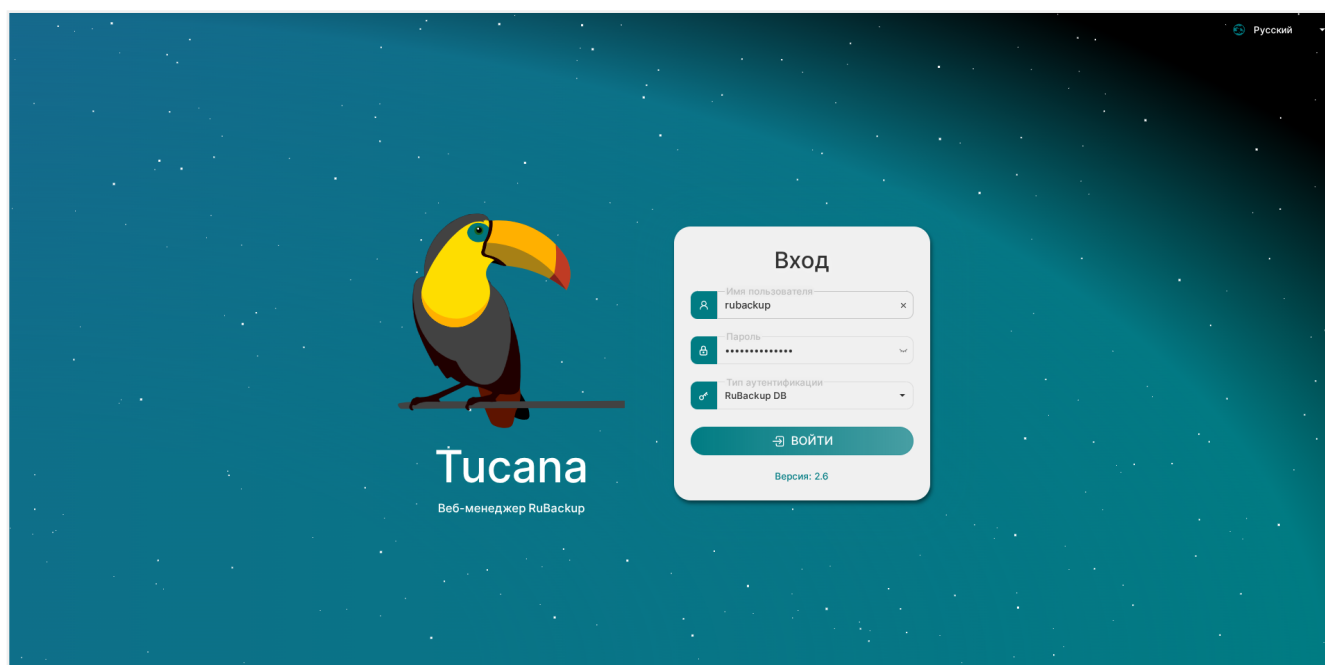 Русский
Вход
Имя пользователя
rubackup
Пароль
••••••••••••••
Тип аутентификации
RuBackup DB
ВОЙТИ
Версия: 2.6
Tucana
Веб-менеджер RuBackup